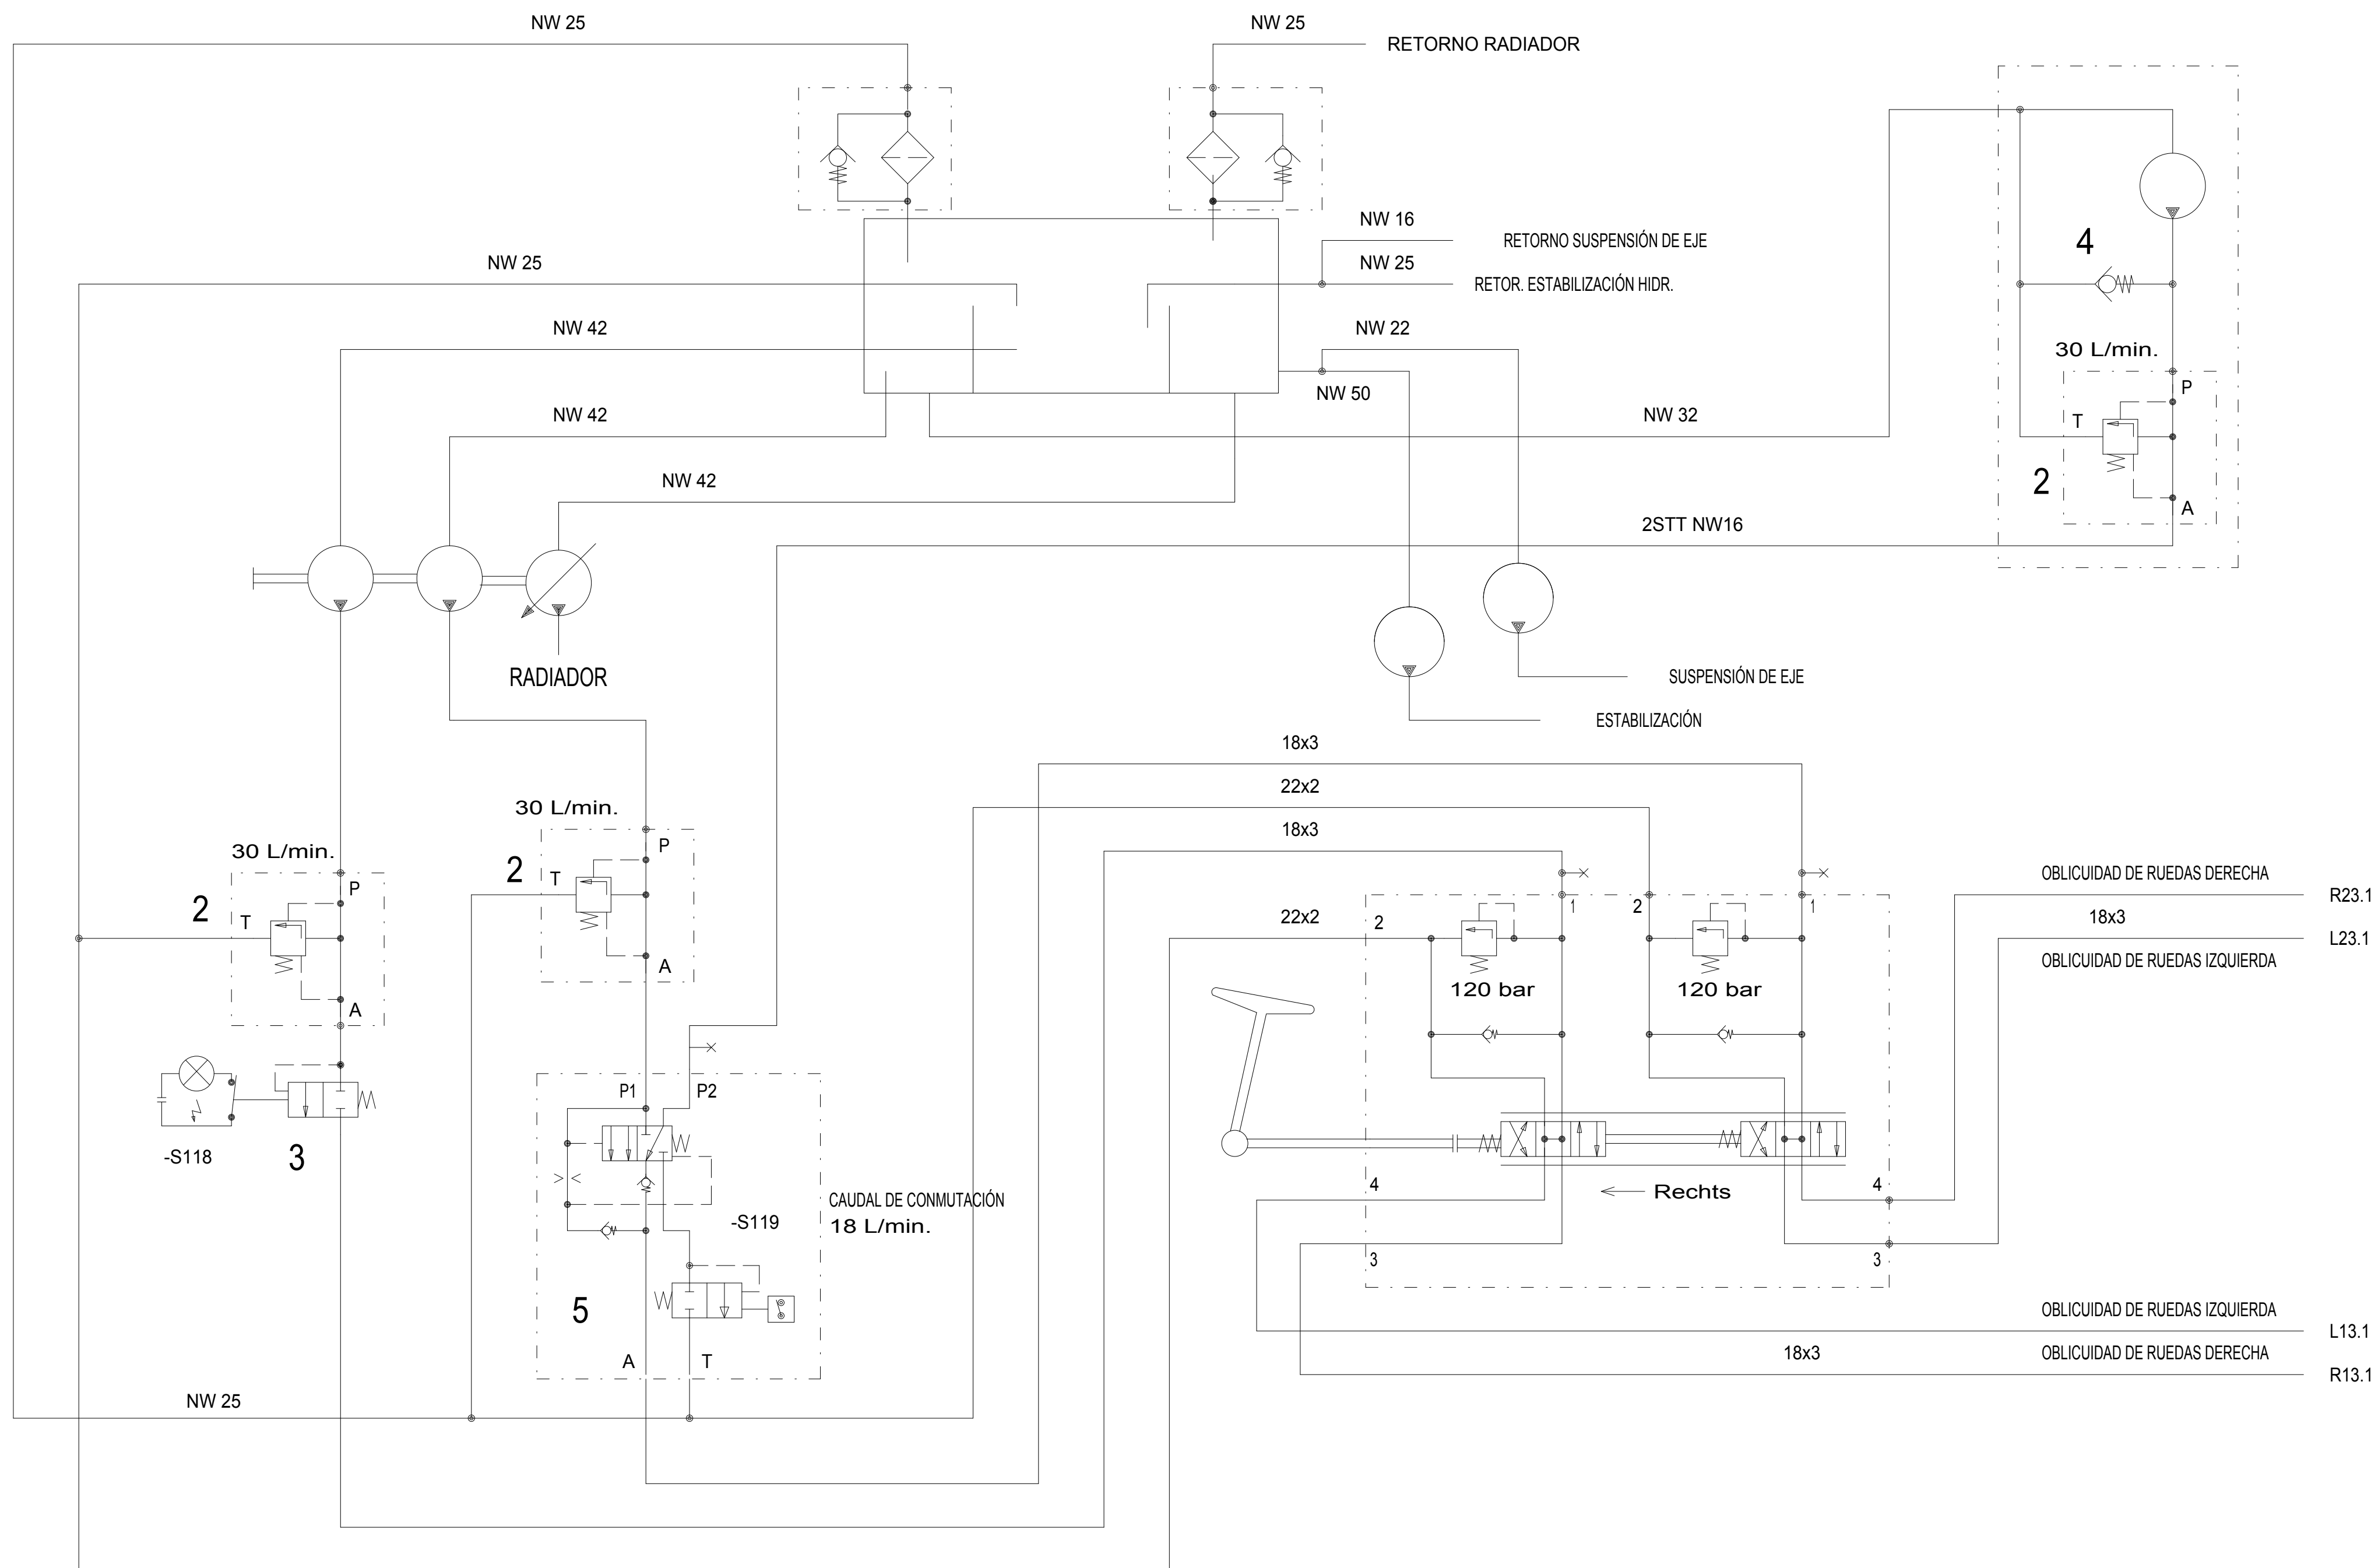 NW 25
NW 25
RETORNO RADIADOR
NW 16
RETORNO SUSPENSIÓN DE EJE
NW 25
NW 25
RETOR. ESTABILIZACIÓN HIDR.
4
NW 42
NW 22
30 L/min.
P
NW 50
NW 42
NW 32
T
NW 42
2
A
2STT NW16
RADIADOR
SUSPENSIÓN DE EJE
ESTABILIZACIÓN
18x3
22x2
30 L/min.
18x3
P
30 L/min.
2
T
OBLICUIDAD DE RUEDAS DERECHA
R23.1
P
2
T
22x2
2
1
2
1
18x3
L23.1
A
OBLICUIDAD DE RUEDAS IZQUIERDA
120 bar
120 bar
A
P1
P2
-S118
3
4
Rechts
4
CAUDAL DE CONMUTACIÓN
-S119
18 L/min.
3
3
5
OBLICUIDAD DE RUEDAS IZQUIERDA
L13.1
A
T
18x3
OBLICUIDAD DE RUEDAS DERECHA
R13.1
NW 25